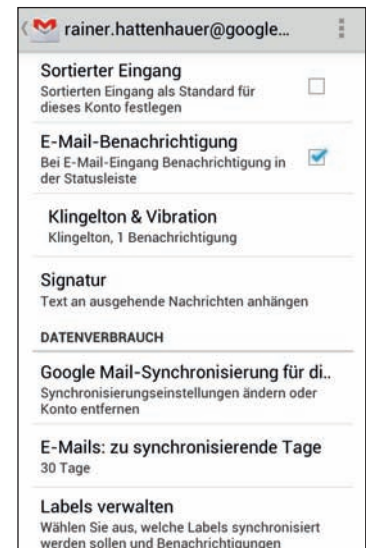 rainer.hattenhauer@google...
Sortierter Eingang
Sortierten Eingang als Standard für
dieses Konto festlegen
E-Mail-Benachrichtigung
Bei E-Mail-Eingang Benachrichtigung in
der Statusleiste
Klingelton & Vibration
Klingelton, 1 Benachrichtigung
Signatur
Text an ausgehende Nachrichten anhängen
DATENVERBRAUCH
Google Mail-Synchronisierung für di..
Synchronisierungseinstellungen ändern oder
Konto entfernen
E-Mails: zu synchronisierende Tage
30 Tage
Labels verwalten
Wählen Sie aus, welche Labels synchronisiert
werden sollen und Benachrichtigungen